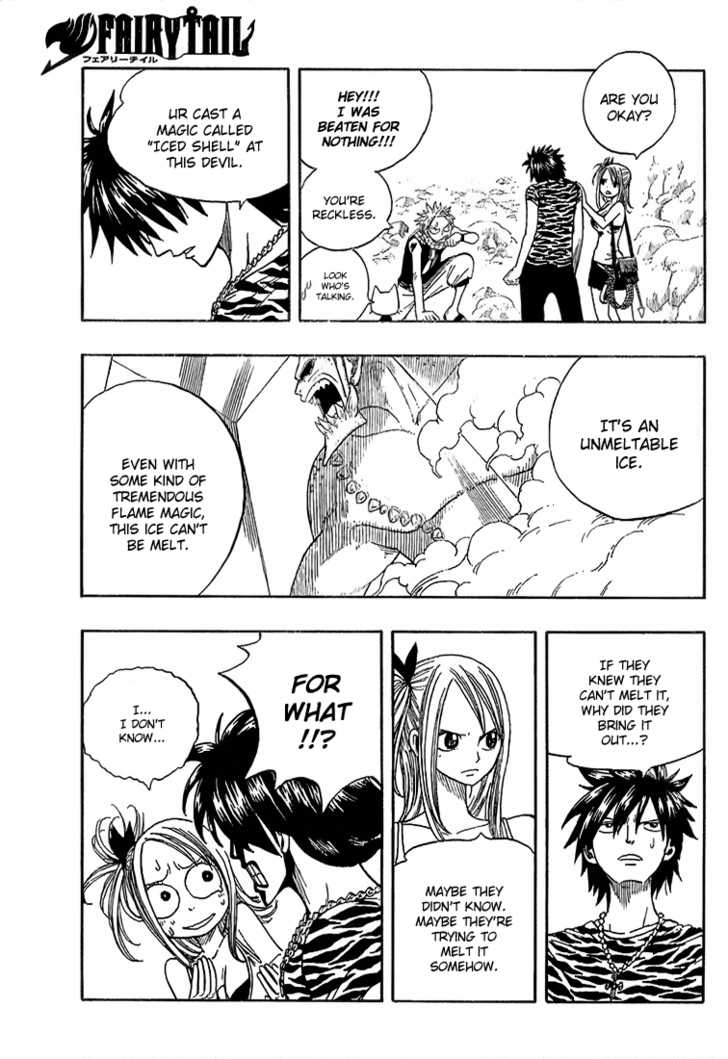 FAIRY TAIL
フェアリーテイル
ARE YOU
OKAY?
HEY!!!
I WAS
BEATEN FOR
NOTHING!!!
YOU'RE
RECKLESS.
LOOK
WHO'S
TALKING.
UR CAST A
MAGIC CALLED
"ICED SHELL" AT
THIS DEVIL.
IT'S AN
UNMELTABLE
ICE.
EVEN WITH
SOME KIND OF
TREMENDOUS
FLAME MAGIC,
THIS ICE CAN'T
BE MELT.
IF THEY
KNEW THEY
CAN'T MELT IT,
WHY DID THEY
BRING IT
OUT...?
MAYBE THEY
DIDN'T KNOW.
MAYBE THEY'RE
TRYING TO
MELT IT
SOMEHOW.
FOR
WHAT
!!?
I...
I DON'T
KNOW...